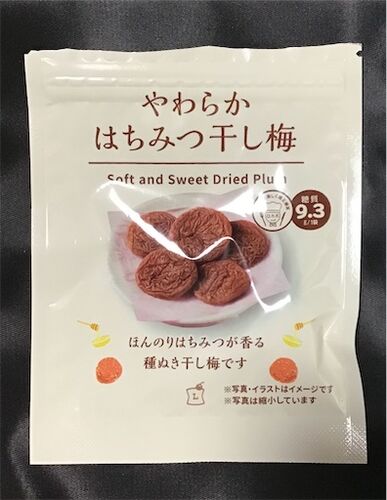 やわらか
はちみつ干し梅
Soft and Sweet Dried Plum
糖質
9.3
g/1袋
ほんのりはちみつが香る
種ぬき干し梅です
L
※写真・イラストはイメージです
※写真は縮小しています